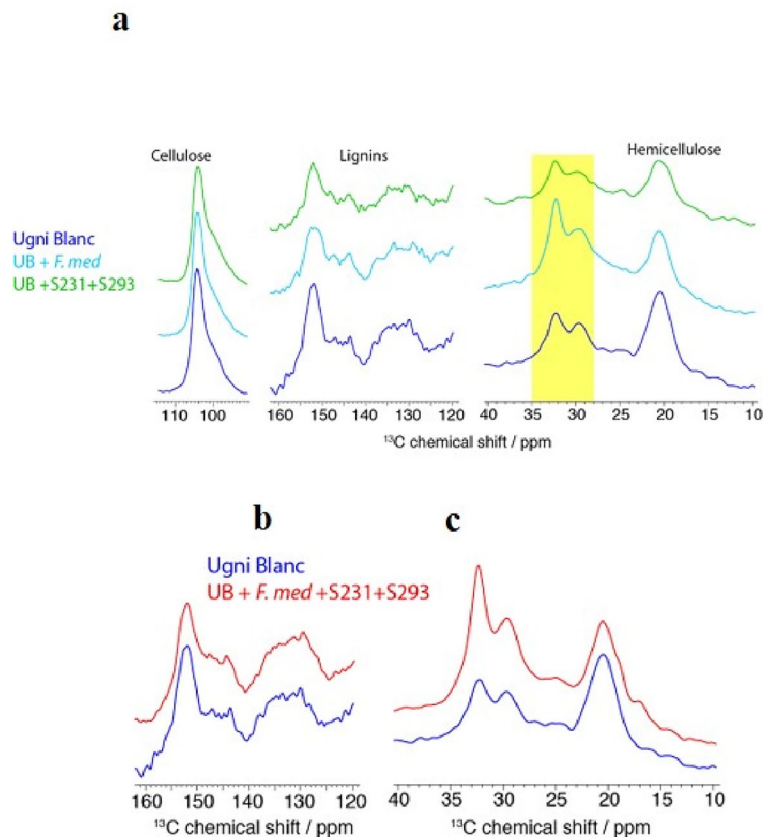 a
Cellulose
Lignins
Hemicellulose
Ugni Blanc
UB + F. med
UB +S231+S293
110 100
160 150 140 130 120
40 35 30 25 20 15 10
¹³C chemical shift / ppm
b
c
Ugni Blanc
UB + F. med +S231+S293
160 150 140 130 120
40 35 30 25 20 15 10
¹³C chemical shift / ppm
¹³C chemical shift / ppm